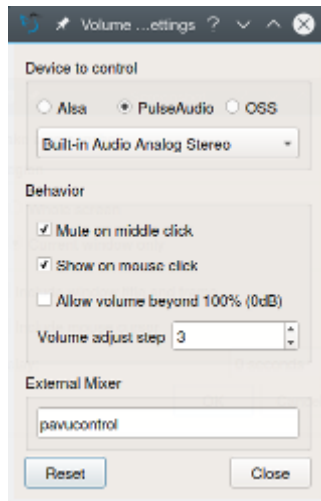 Volume ...ettings ?
Device to control
Alsa PulseAudio OSS
Built-in Audio Analog Stereo
Behavior
Mute on middle click
Show on mouse click
Allow volume beyond 100% (0dB)
Volume adjust step 3
External Mixer
pavucontrol
Reset Close